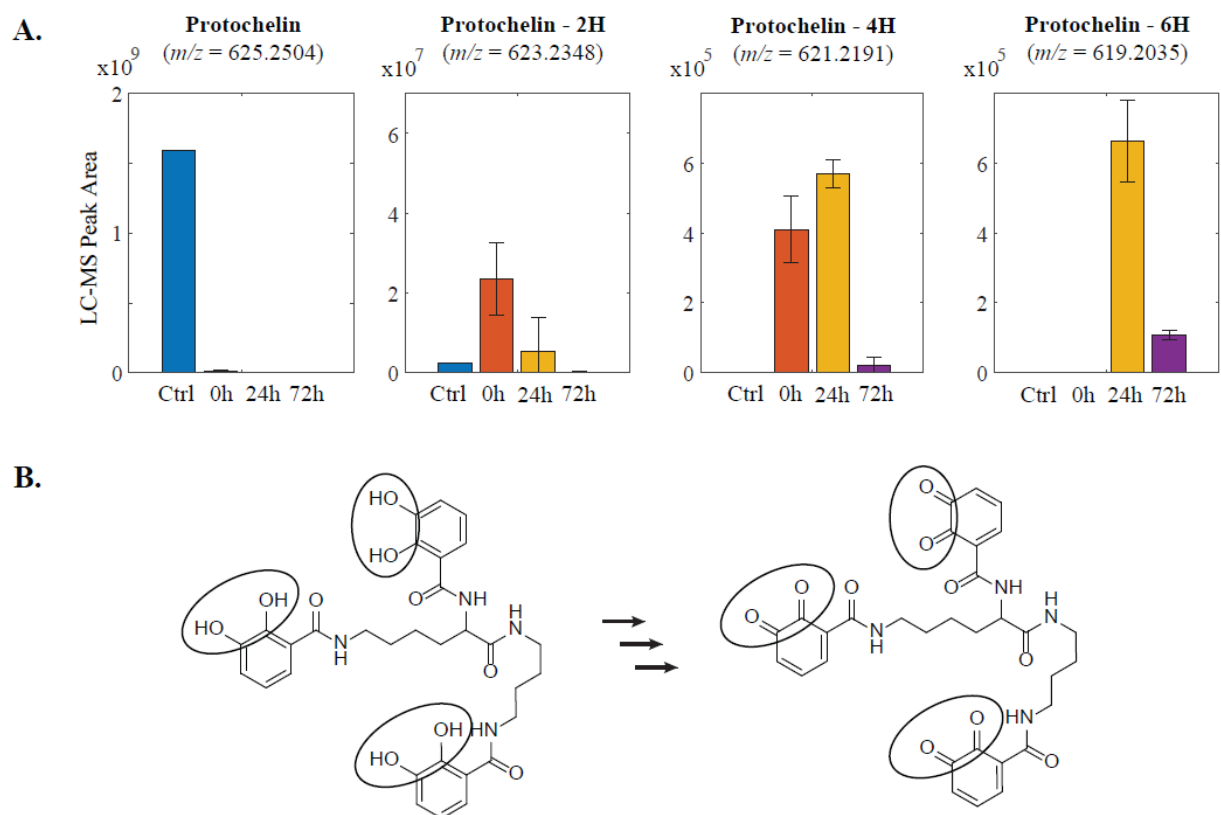 A.
Protochelin
(m/z = 625.2504)
Protochelin - 2H
(m/z = 623.2348)
Protochelin - 4H
(m/z = 621.2191)
Protochelin - 6H
(m/z = 619.2035)
LC-MS Peak Area
x10^9
2
1
0
Ctrl 0h 24h 72h
x10^7
6
4
2
0
Ctrl 0h 24h 72h
x10^5
6
4
2
0
Ctrl 0h 24h 72h
x10^5
6
4
2
0
Ctrl 0h 24h 72h
B.
HO
HO
O
NH
H
N
OH
HO
O
N
H
O
NH
OH
HO
O
O
O
O
NH
H
N
O
O
O
N
H
O
NH
O
O
O